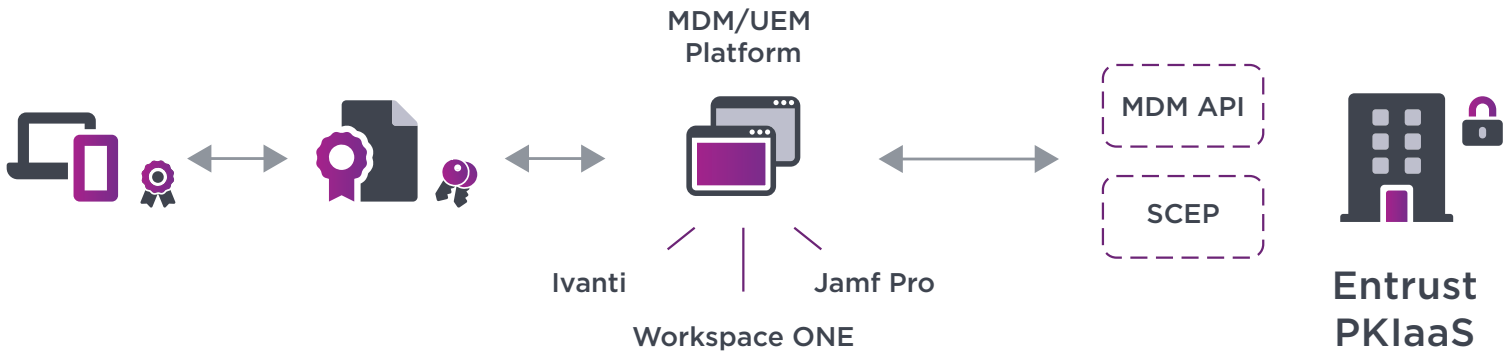 MDM/UEM
Platform
Ivanti
Workspace ONE
Jamf Pro
MDM API
SCEP
Entrust
PKIaaS